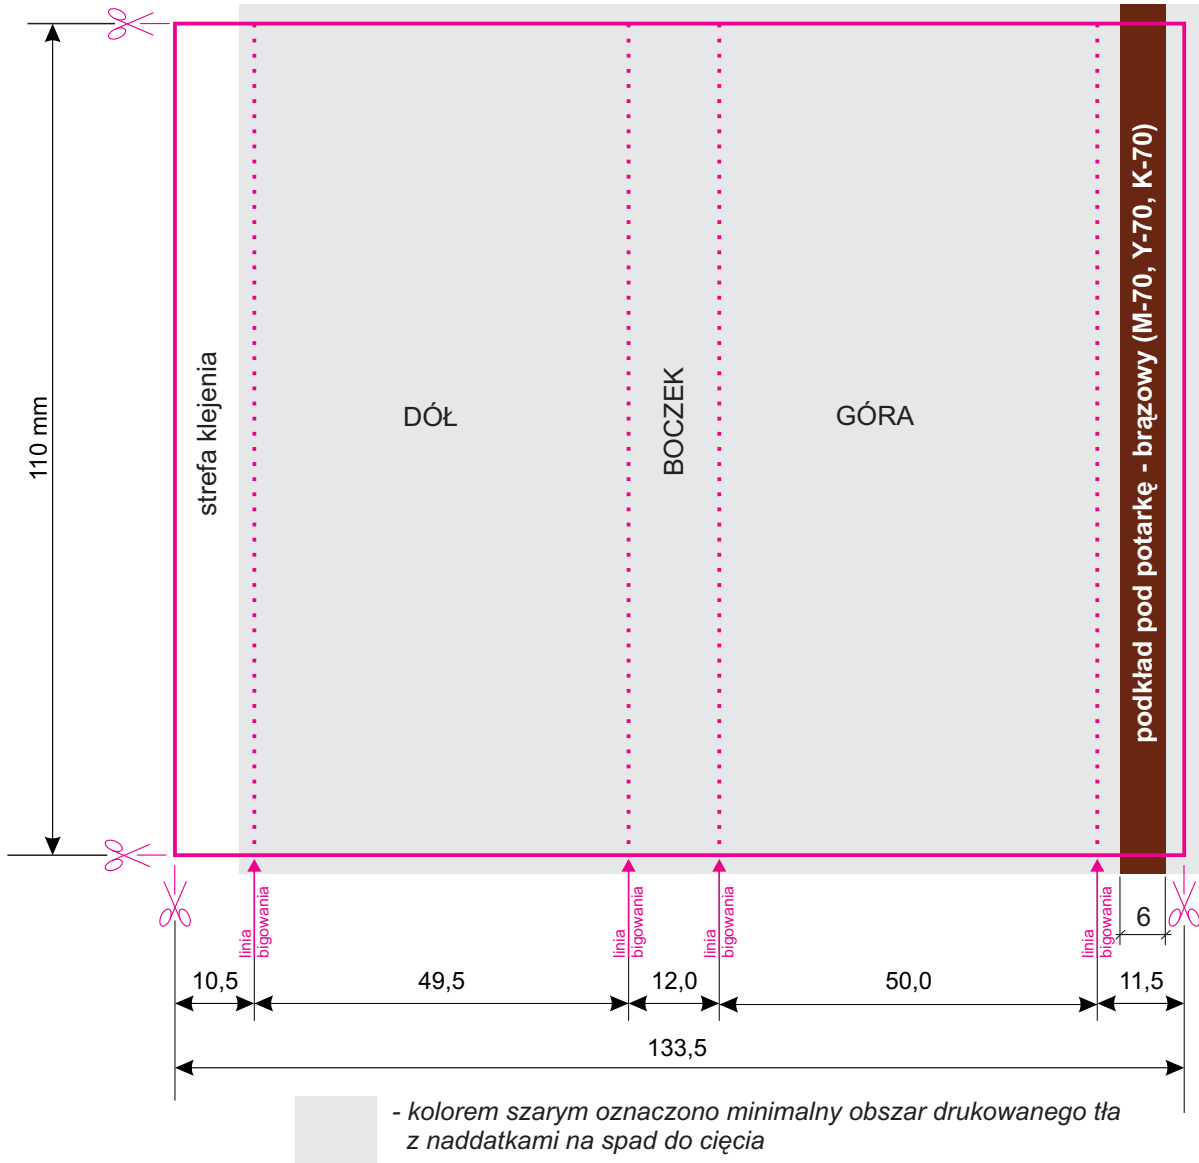 110 mm
strefa klejenia
DÓŁ
BOCZEK
GÓRA
podkład pod potarkę - brązowy (M-70, Y-70, K-70)
linia
bigowania
linia
bigowania
linia
bigowania
linia
bigowania
6
10,5
49,5
12,0
50,0
11,5
133,5
- kolorem szarym oznaczono minimalny obszar drukowanego tła
z naddatkami na spad do cięcia